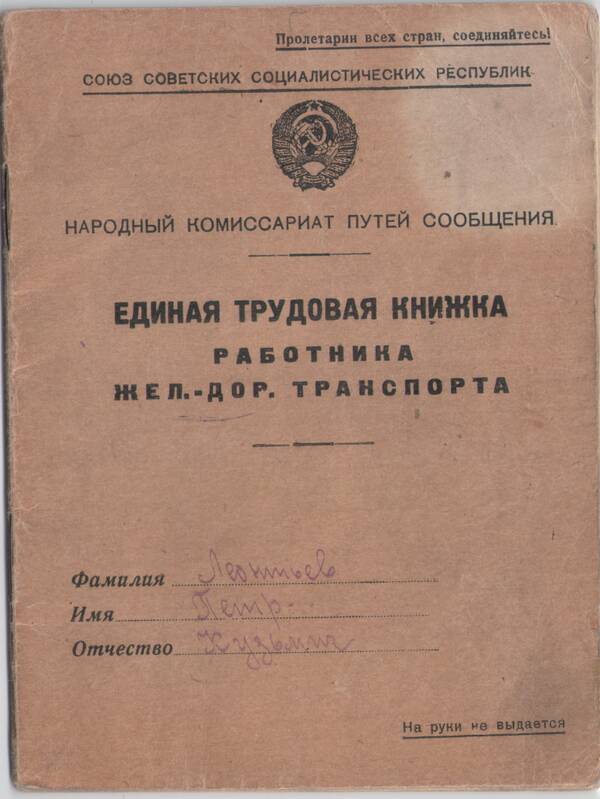 Пролетарии всех стран, соединяйтесь!
СОЮЗ СОВЕТСКИХ СОЦИАЛИСТИЧЕСКИХ РЕСПУБЛИК
НАРОДНЫЙ КОМИССАРИАТ ПУТЕЙ СООБЩЕНИЯ
ЕДИНАЯ ТРУДОВАЯ КНИЖКА
РАБОТНИКА
ЖЕЛ.-ДОР. ТРАНСПОРТА
Фамилия Леонтьев
Имя Петр
Отчество Кузьмич
На руки не выдается